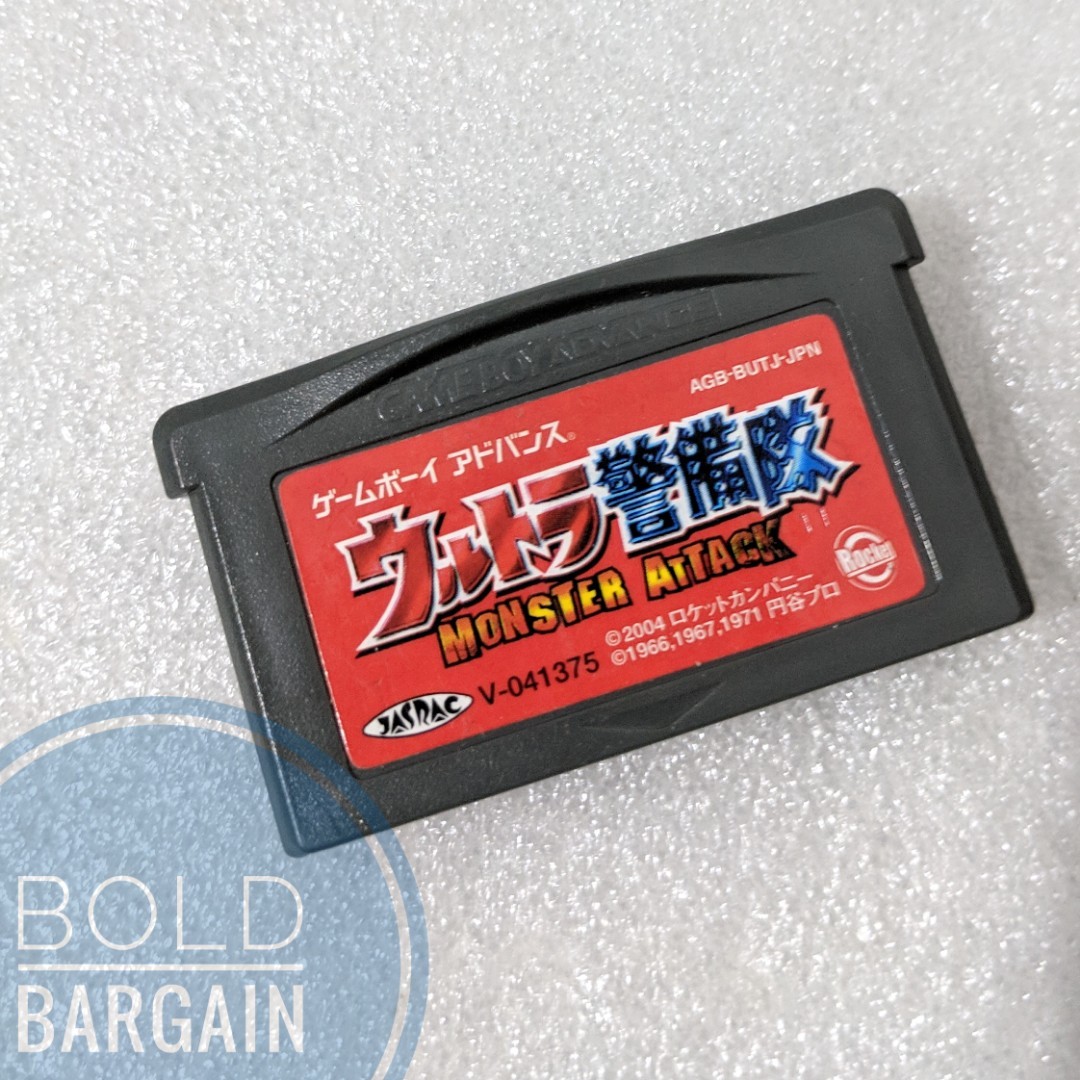 GAME BOY ADVANCE
AGB-BUTJ-JPN
ゲームボーイ アドバンス®
ウルトラ警備隊
MONSTER ATTACK
Rocket
©2004 ロケットカンパニー
©1966,1967,1971 円谷プロ
JASRAC
V-041375
BOLD
BARGAIN